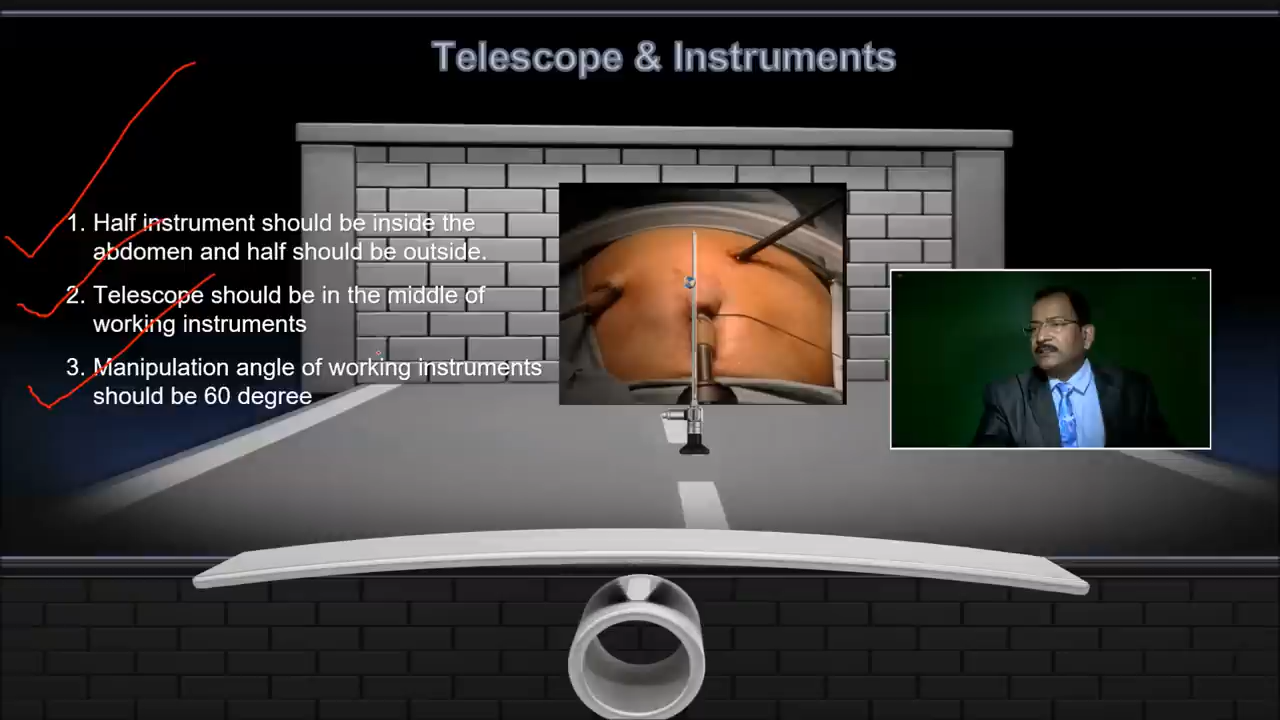 Telescope & Instruments
1. Half instrument should be inside the
abdomen and half should be outside.
2. Telescope should be in the middle of
working instruments
3. Manipulation angle of working instruments
should be 60 degree